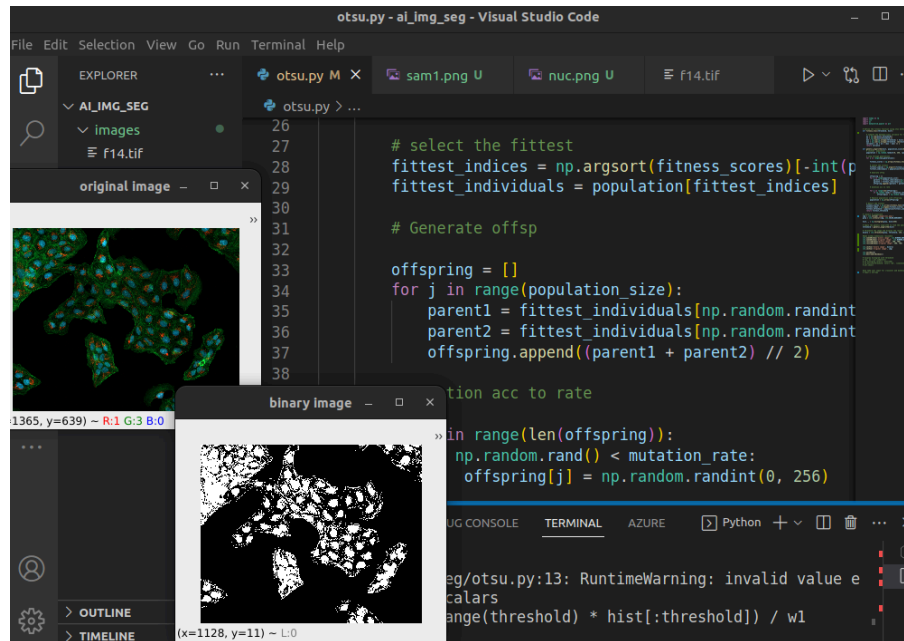 otsu.py - ai_img_seg - Visual Studio Code
File Edit Selection View Go Run Terminal Help
EXPLORER
otsu.py M
sam1.png U
nuc.png U
f14.tif
AI_IMG_SEG
otsu.py > ...
images
f14.tif
26
27 # select the fittest
28 fittest_indices = np.argsort(fitness_scores)[-int(p
29 fittest_individuals = population[fittest_indices]
30
31 # Generate offsp
32
33 offspring = []
34 for j in range(population_size):
35 parent1 = fittest_individuals[np.random.randint
36 parent2 = fittest_individuals[np.random.randint
37 offspring.append((parent1 + parent2) // 2)
38
tion acc to rate
in range(len(offspring)):
np.random.rand() < mutation_rate:
offspring[j] = np.random.randint(0, 256)
original image
=1365, y=639) ~ R:1 G:3 B:0
binary image
(x=1128, y=11) ~ L:0
UG CONSOLE TERMINAL AZURE Python
eg/otsu.py:13: RuntimeWarning: invalid value e
calars
ange(threshold) * hist[:threshold]) / w1
OUTLINE
TIMELINE